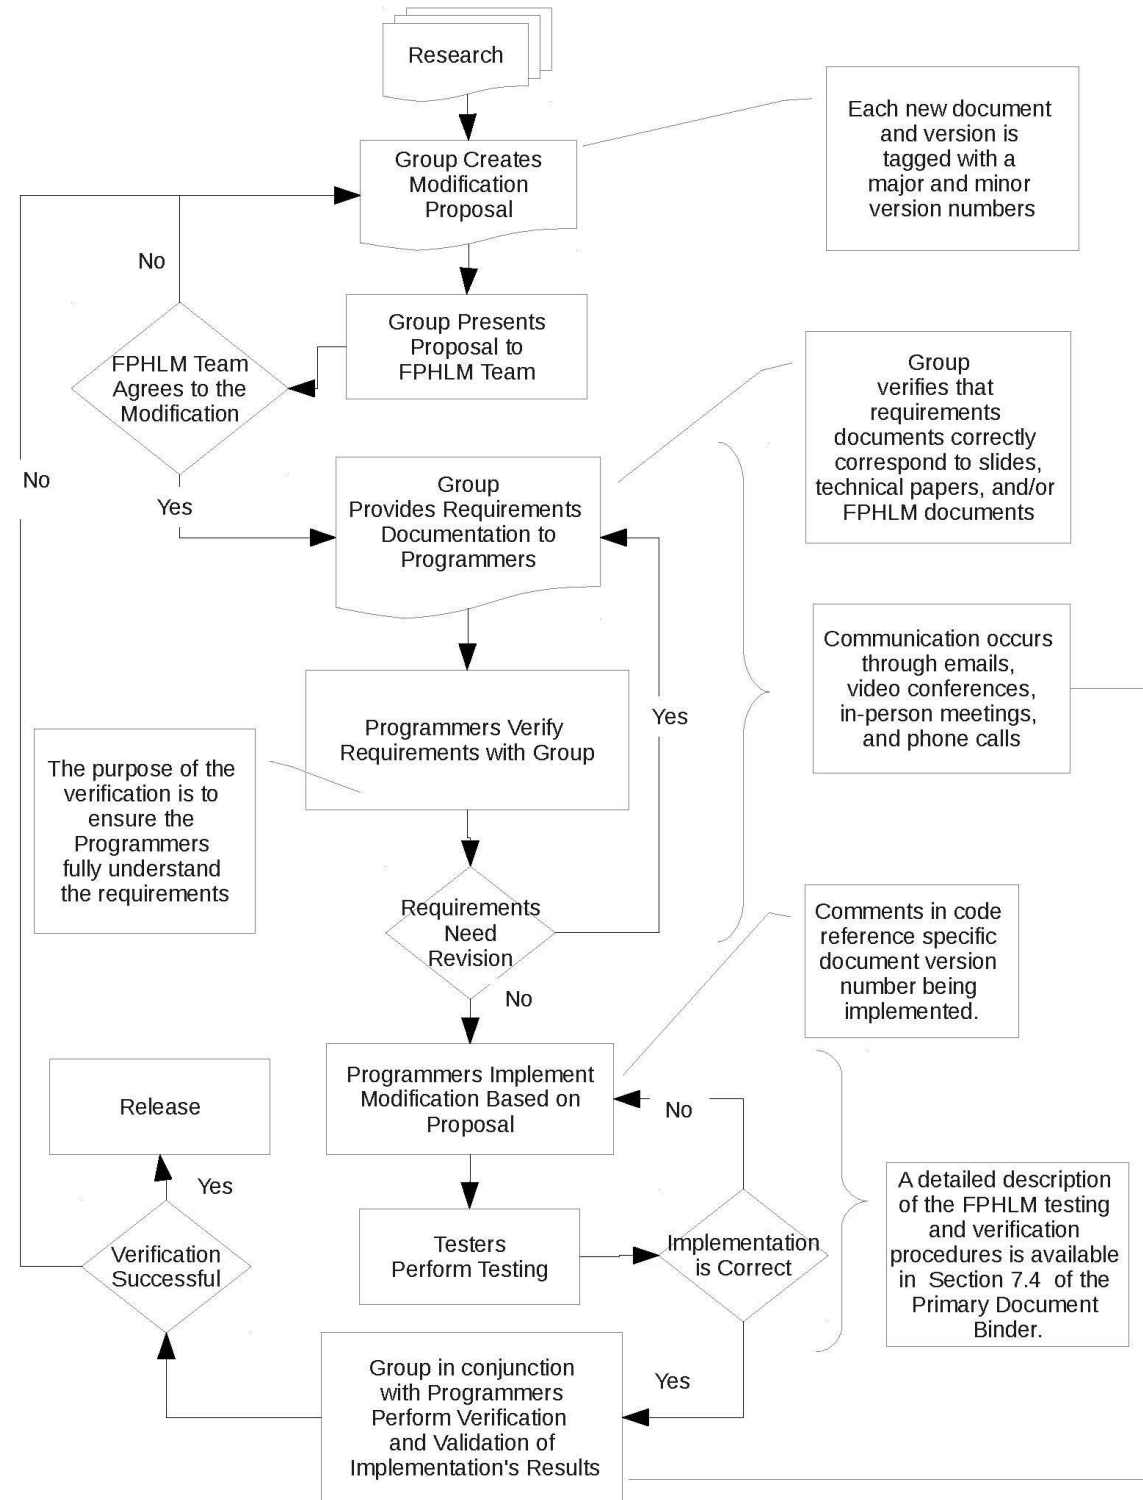 Research
Each new document
and version is
tagged with a
major and minor
version numbers
Group Creates
Modification
Proposal
No
Group Presents
Proposal to
FPHLM Team
FPHLM Team
Agrees to the
Modification
Group
verifies that
requirements
documents correctly
correspond to slides,
technical papers, and/or
FPHLM documents
No
Yes
Group
Provides Requirements
Documentation to
Programmers
Communication occurs
through emails,
video conferences,
in-person meetings,
and phone calls
Yes
Programmers Verify
Requirements with Group
The purpose of the
verification is to
ensure the
Programmers
fully understand
the requirements
Requirements
Need
Revision
Comments in code
reference specific
document version
number being
implemented.
No
Programmers Implement
Modification Based on
Proposal
No
Release
Yes
A detailed description
of the FPHLM testing
and verification
procedures is available
in Section 7.4 of the
Primary Document
Binder.
Verification
Successful
Testers
Perform Testing
Implementation
is Correct
Yes
Group in conjunction
with Programmers
Perform Verification
and Validation of
Implementation's Results